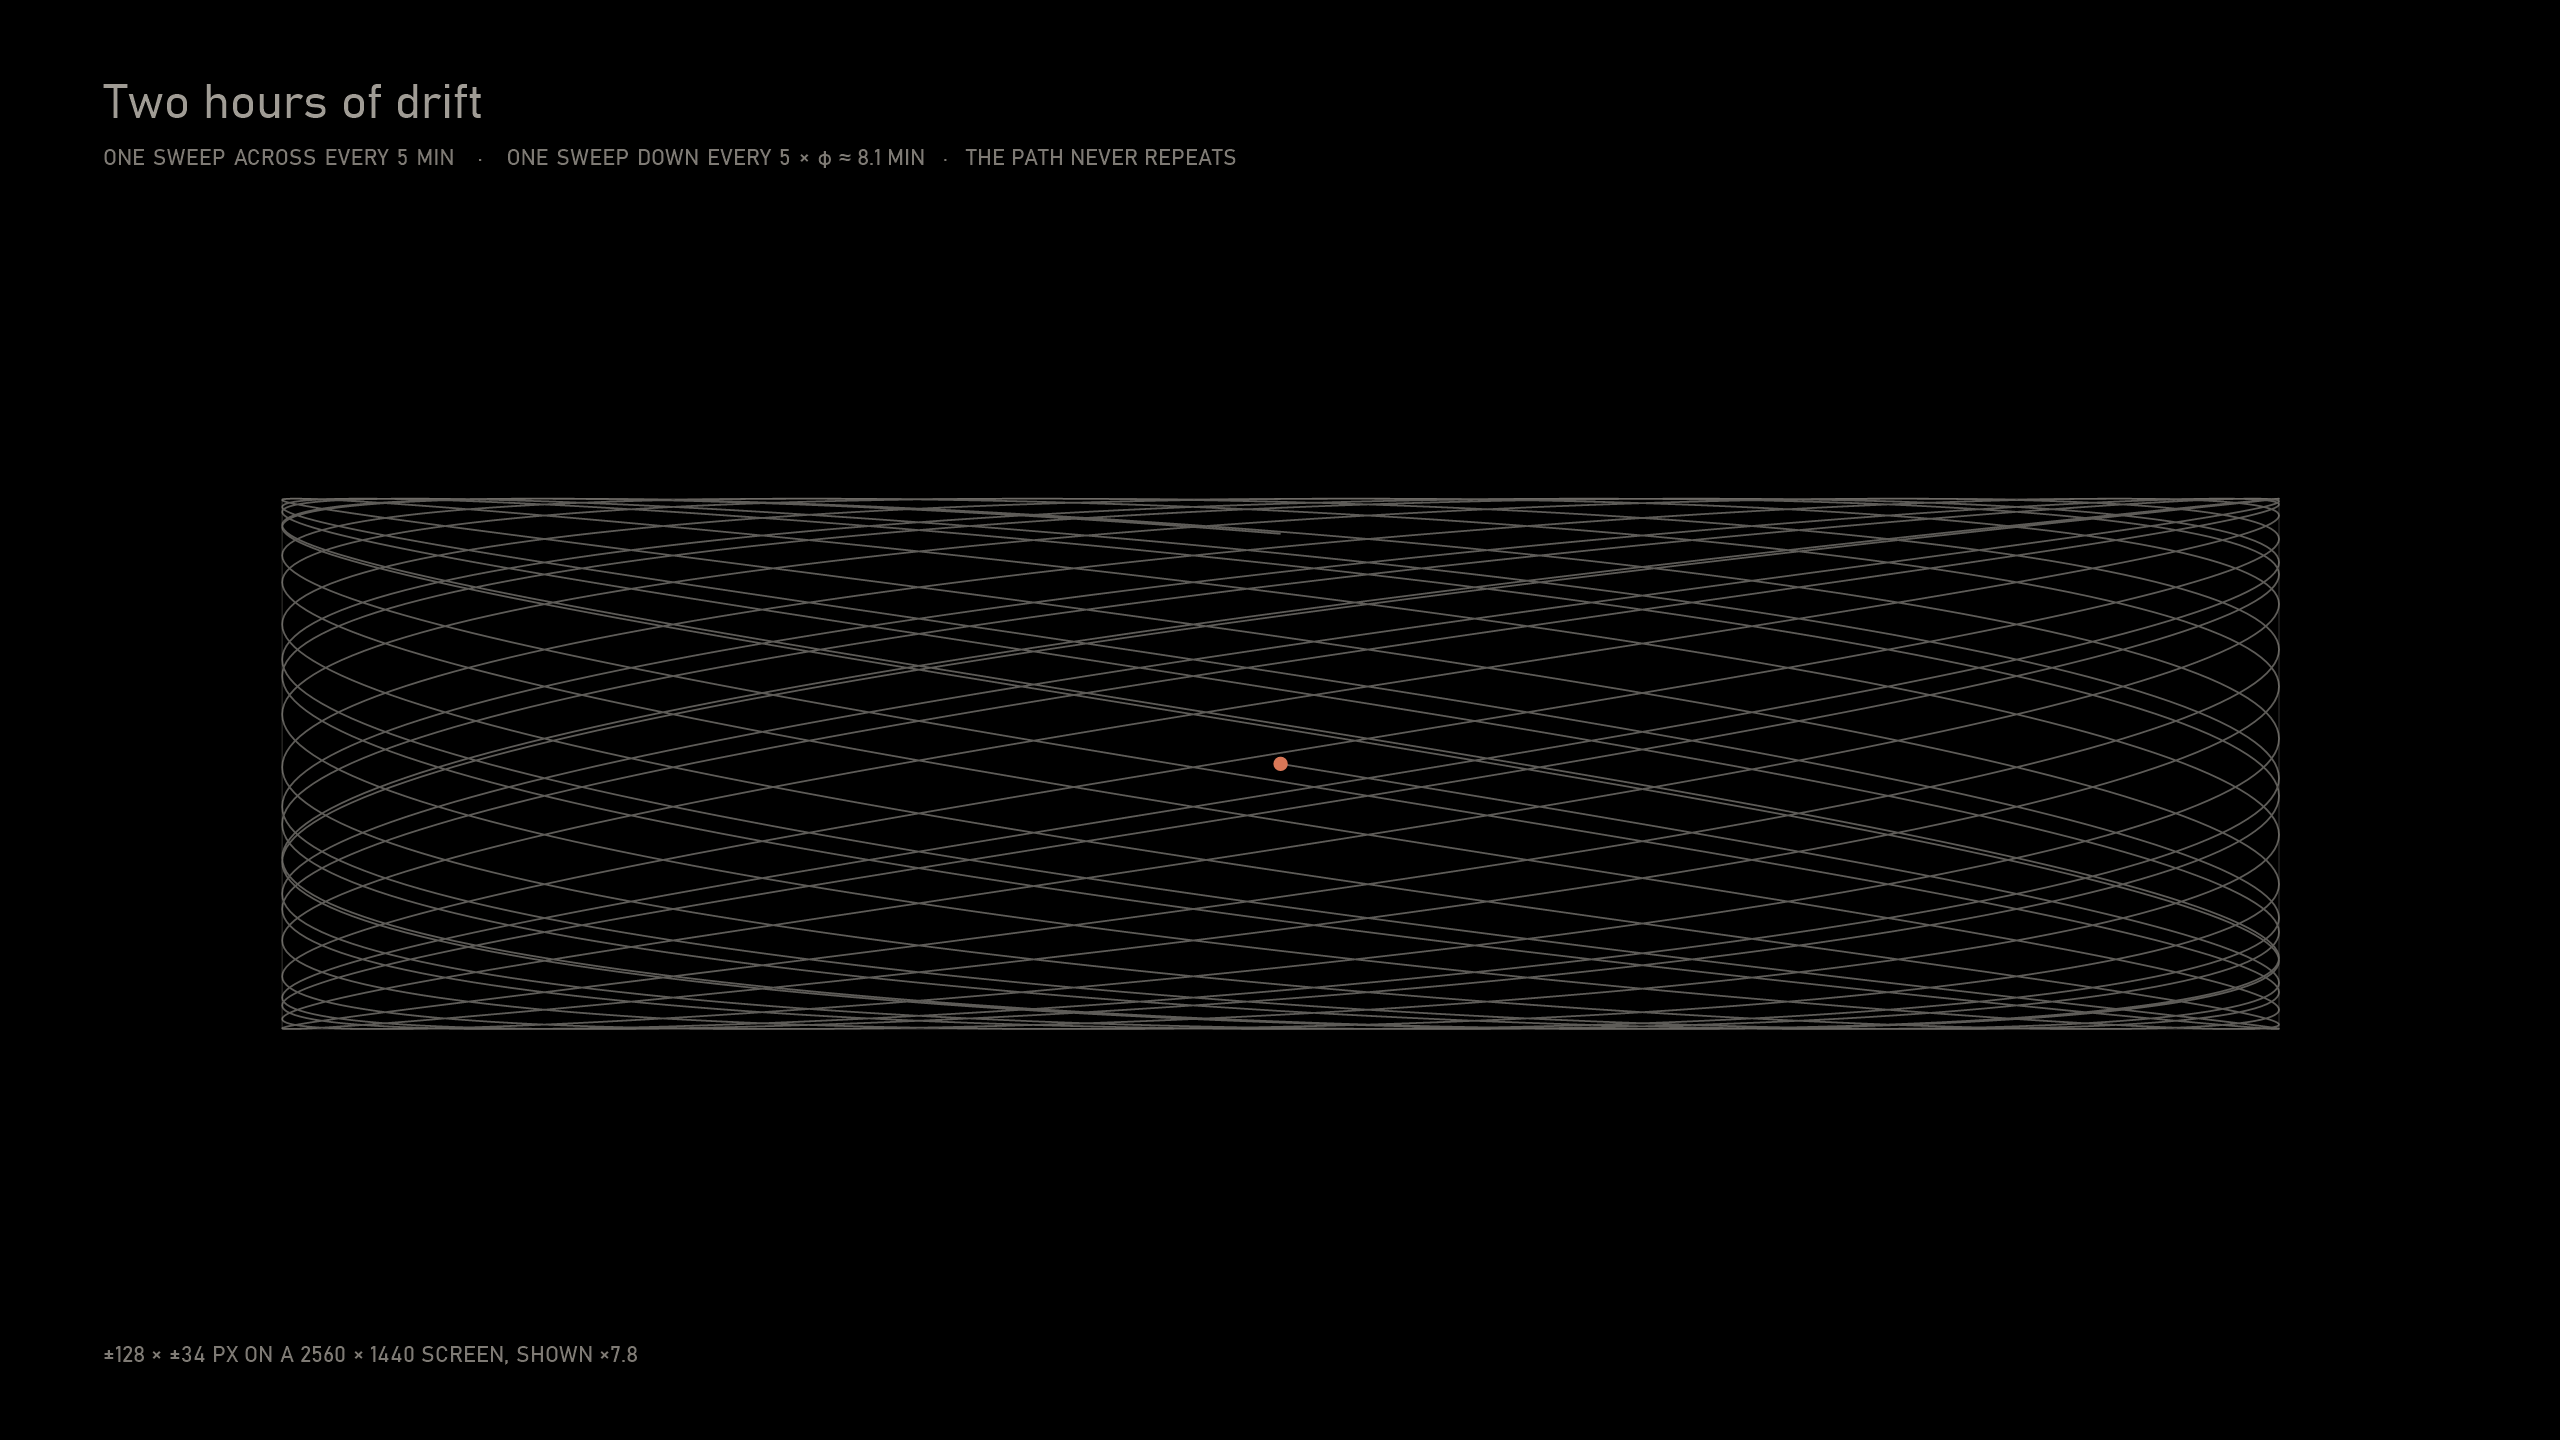 Two hours of drift
ONE SWEEP ACROSS EVERY 5 MIN · ONE SWEEP DOWN EVERY 5 × ϕ ≈ 8.1 MIN · THE PATH NEVER REPEATS
±128 × ±34 PX ON A 2560 × 1440 SCREEN, SHOWN ×7.8